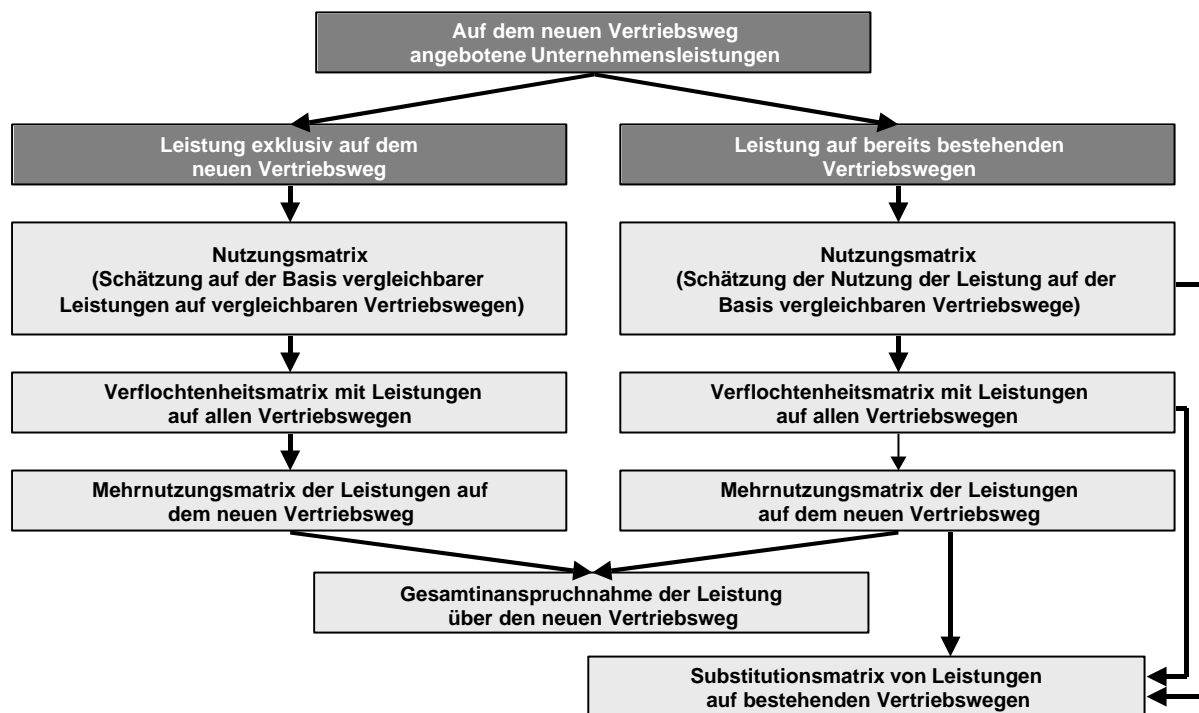 Auf dem neuen Vertriebsweg
angebotene Unternehmensleistungen
Leistung exklusiv auf dem
neuen Vertriebsweg
Leistung auf bereits bestehenden
Vertriebswegen
Nutzungsmatrix
(Schätzung auf der Basis vergleichbarer
Leistungen auf vergleichbaren Vertriebswegen)
Nutzungsmatrix
(Schätzung der Nutzung der Leistung auf der
Basis vergleichbaren Vertriebswege)
Verflochtenheitsmatrix mit Leistungen
auf allen Vertriebswegen
Verflochtenheitsmatrix mit Leistungen
auf allen Vertriebswegen
Mehrnutzungsmatrix der Leistungen auf
dem neuen Vertriebsweg
Mehrnutzungsmatrix der Leistungen
auf dem neuen Vertriebsweg
Gesamtinanspruchnahme der Leistung
über den neuen Vertriebsweg
Substitutionsmatrix von Leistungen
auf bestehenden Vertriebswegen